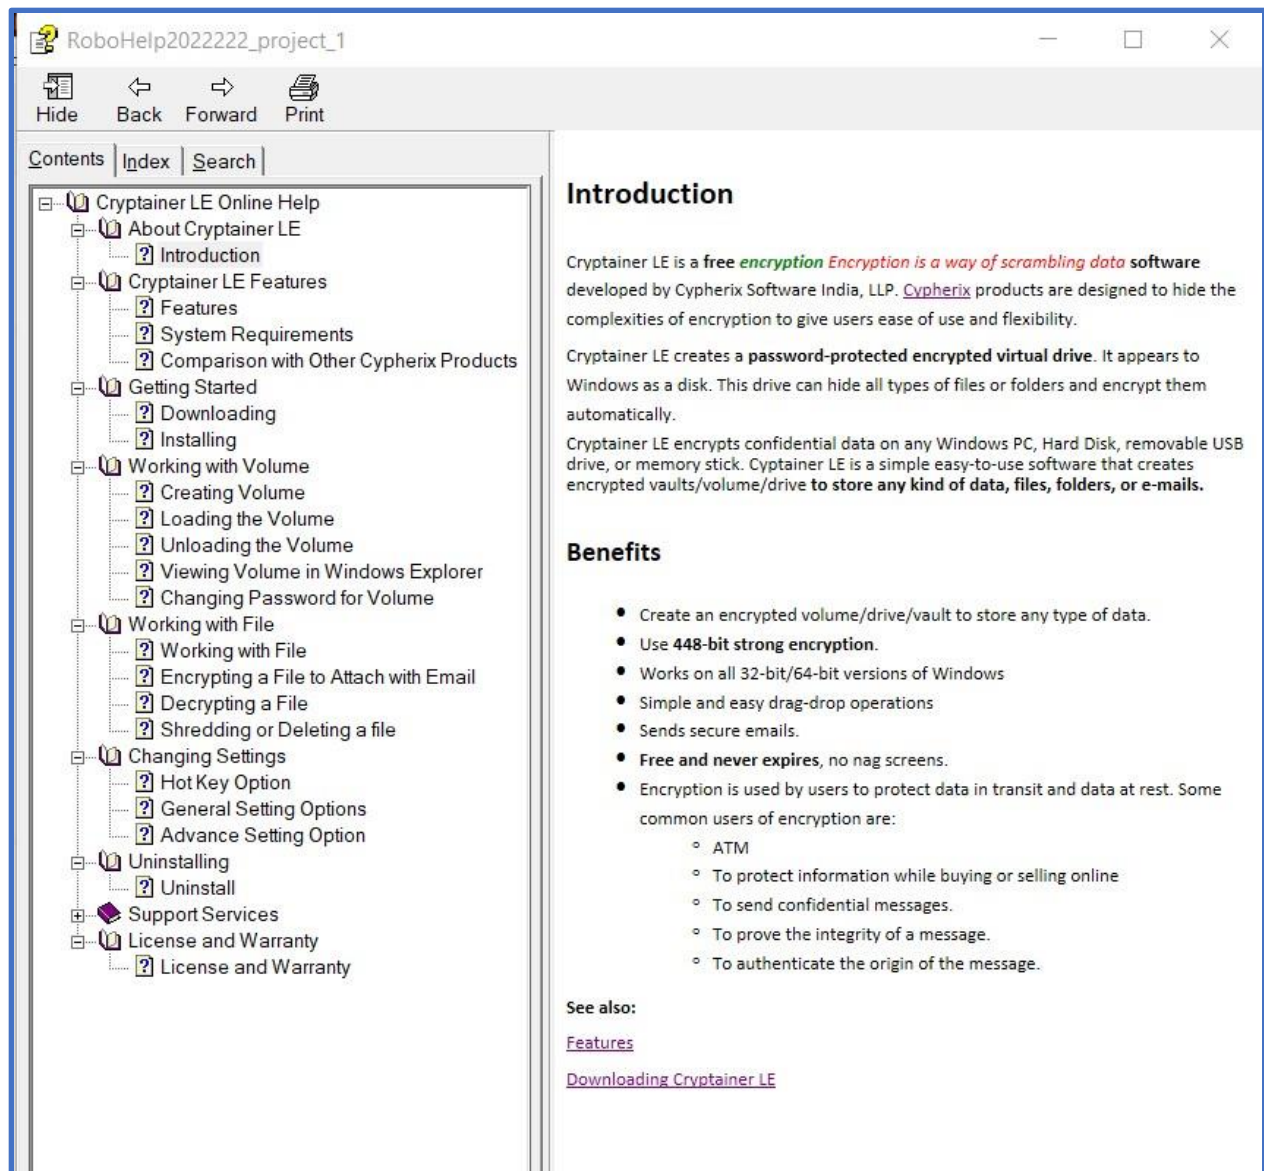 RoboHelp2022222_project_1
Hide Back Forward Print
Contents Index Search
Cryptainer LE Online Help
About Cryptainer LE
Introduction
Cryptainer LE Features
Features
System Requirements
Comparison with Other Cypherix Products
Getting Started
Downloading
Installing
Working with Volume
Creating Volume
Loading the Volume
Unloading the Volume
Viewing Volume in Windows Explorer
Changing Password for Volume
Working with File
Working with File
Encrypting a File to Attach with Email
Decrypting a File
Shredding or Deleting a file
Changing Settings
Hot Key Option
General Setting Options
Advance Setting Option
Uninstalling
Uninstall
Support Services
License and Warranty
License and Warranty
Introduction
Cryptainer LE is a free encryption Encryption is a way of scrambling data software
developed by Cypherix Software India, LLP. Cypherix products are designed to hide the
complexities of encryption to give users ease of use and flexibility.
Cryptainer LE creates a password-protected encrypted virtual drive. It appears to
Windows as a disk. This drive can hide all types of files or folders and encrypt them
automatically.
Cryptainer LE encrypts confidential data on any Windows PC, Hard Disk, removable USB
drive, or memory stick. Cyptainer LE is a simple easy-to-use software that creates
encrypted vaults/volume/drive to store any kind of data, files, folders, or e-mails.
Benefits
• Create an encrypted volume/drive/vault to store any type of data.
• Use 448-bit strong encryption.
• Works on all 32-bit/64-bit versions of Windows
• Simple and easy drag-drop operations
• Sends secure emails.
• Free and never expires, no nag screens.
• Encryption is used by users to protect data in transit and data at rest. Some
common users of encryption are:
◦ ATM
◦ To protect information while buying or selling online
◦ To send confidential messages.
◦ To prove the integrity of a message.
◦ To authenticate the origin of the message.
See also:
Features
Downloading Cryptainer LE